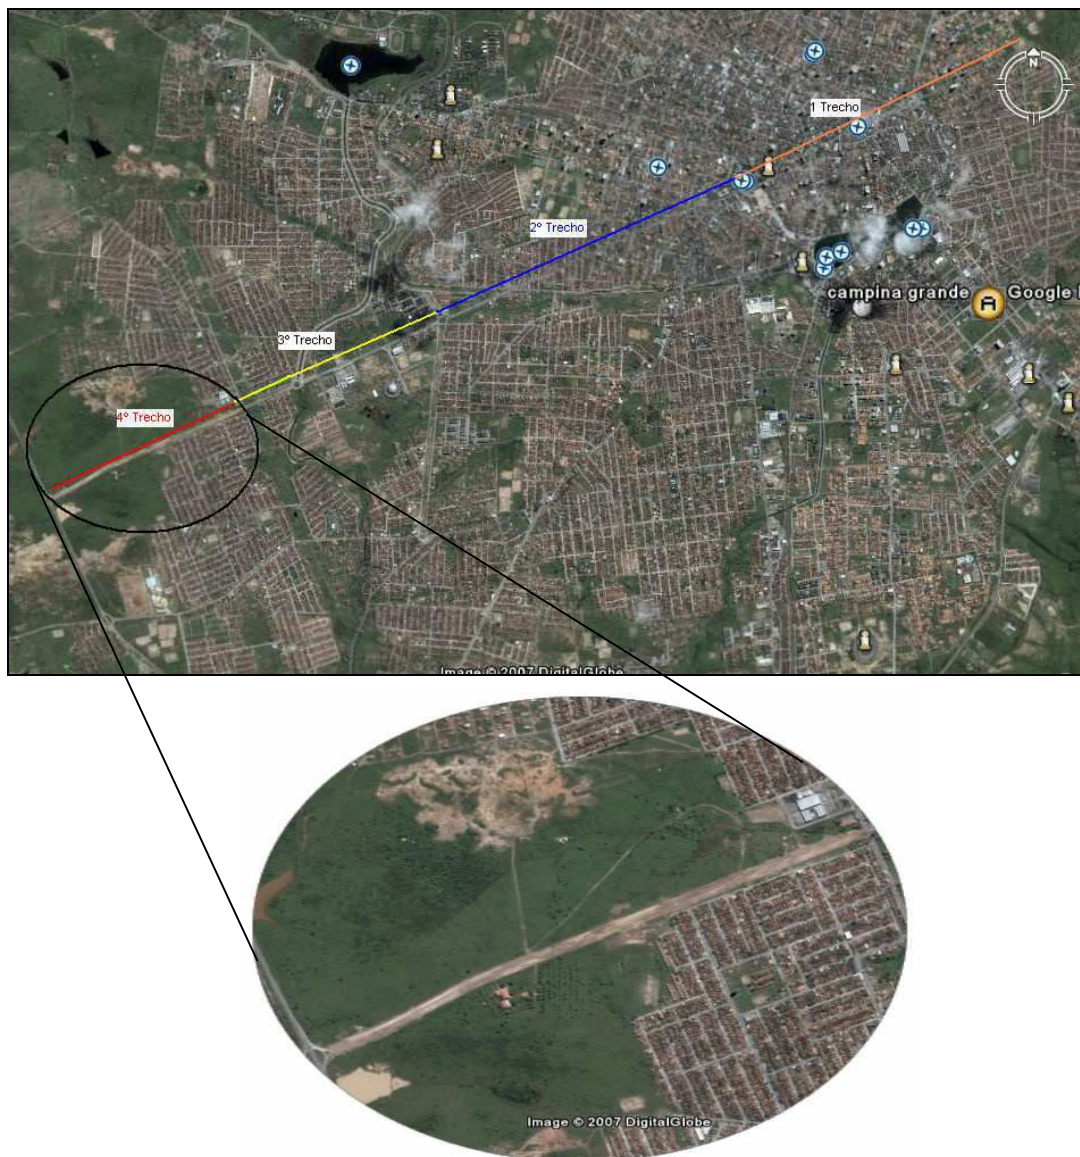 N
1 Trecho
2º Trecho
campina grande
Google
3º Trecho
4º Trecho
Image © 2007 DigitalGlobe
Image © 2007 DigitalGlobe